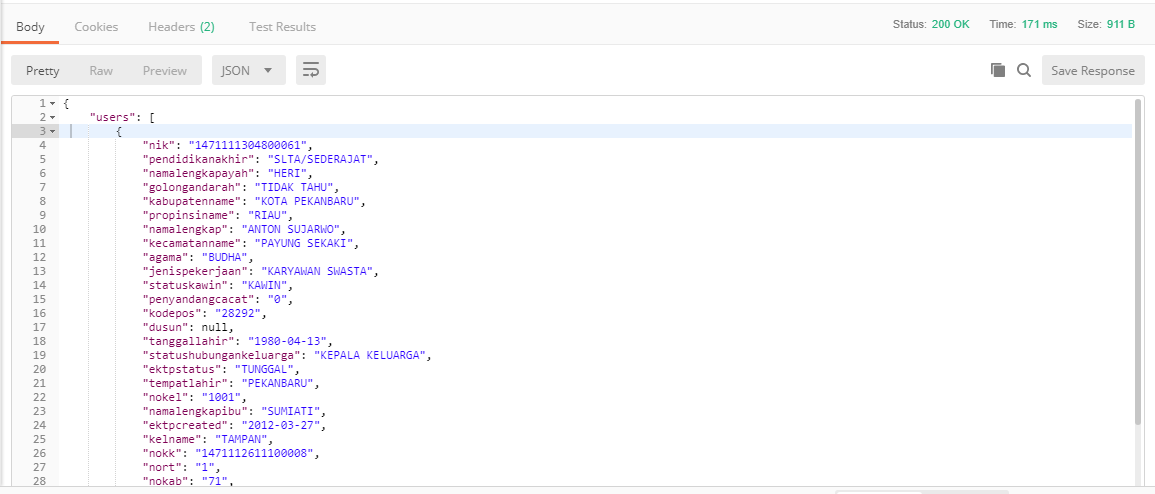 Body Cookies Headers (2) Test Results Status: 200 OK Time: 171 ms Size: 911 B
Pretty Raw Preview JSON Save Response
1 {
2 "users": [
3 {
4 "nik": "1471111304800061",
5 "pendidikanakhir": "SLTA/SEDERAJAT",
6 "namalengkapayah": "HERI",
7 "golongandarah": "TIDAK TAHU",
8 "kabupatenname": "KOTA PEKANBARU",
9 "propinsiname": "RIAU",
10 "namalengkap": "ANTON SUJARWO",
11 "kecamatanname": "PAYUNG SEKAKI",
12 "agama": "BUDHA",
13 "jenispekerjaan": "KARYAWAN SWASTA",
14 "statuskawin": "KAWIN",
15 "penyandangcacat": "0",
16 "kodepos": "28292",
17 "dusun": null,
18 "tanggallahir": "1980-04-13",
19 "statushubungankeluarga": "KEPALA KELUARGA",
20 "ektpstatus": "TUNGGAL",
21 "tempatlahir": "PEKANBARU",
22 "nokel": "1001",
23 "namalengkapibu": "SUMIATI",
24 "ektpcreated": "2012-03-27",
25 "kelname": "TAMPAN",
26 "nokk": "1471112611100008",
27 "nort": "1",
28 "nokab": "71",